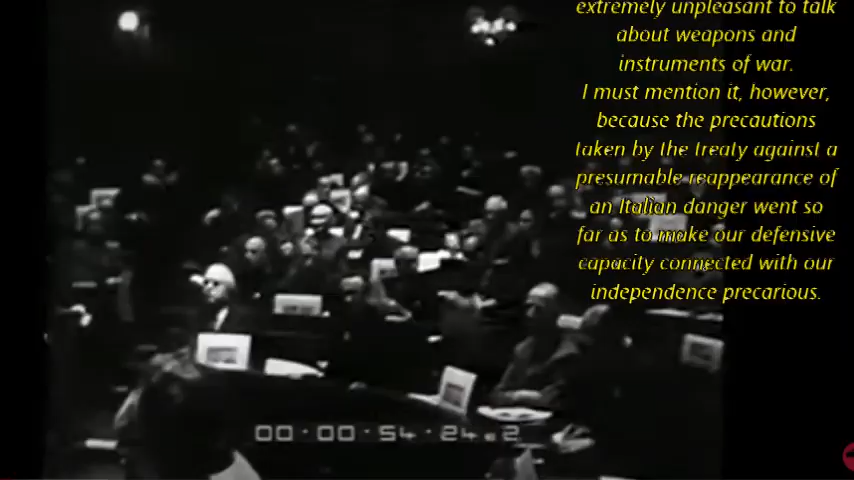 extremely unpleasant to talk
about weapons and
instruments of war.
I must mention it, however,
because the precautions
taken by the treaty against a
presumable reappearance of
an Italian danger went so
far as to make our defensive
capacity connected with our
independence precarious.
00:00:54:24.2